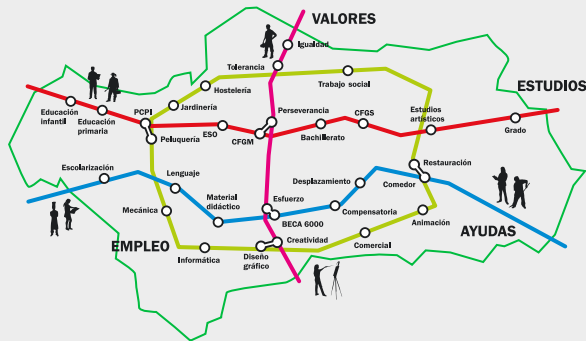 VALORES
Igualdad
Tolerancia
Trabajo social
Hostelería
ESTUDIOS
Educación
infantil
Educación
primaria
PCPI
Jardinería
Perseverancia
CFGS
Estudios
artísticos
Grado
Peluquería
ESO
CFGM
Bachillerato
Escolarización
Lenguaje
Desplazamiento
Restauración
Comedor
Mecánica
Material
didáctico
Esfuerzo
BECA 6000
Compensatoria
Animación
AYUDAS
EMPLEO
Creatividad
Comercial
Informática
Diseño
gráfico